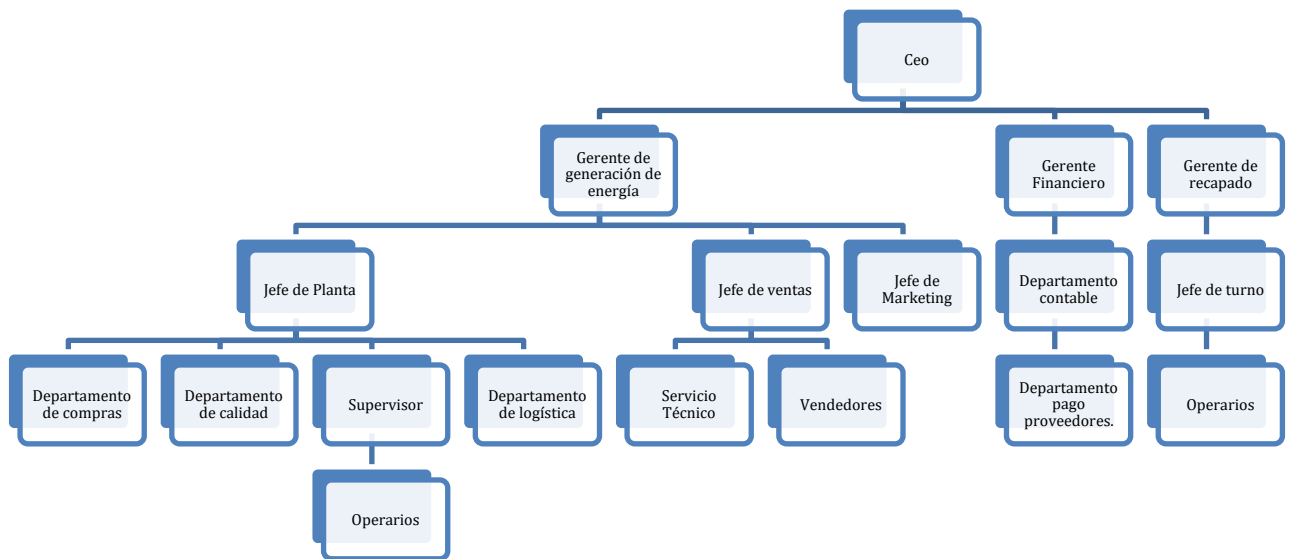 Ceo
Gerente de
generación de
energía
Gerente
Financiero
Gerente de
recapado
Jefe de Planta
Jefe de ventas
Jefe de
Marketing
Departamento
contable
Jefe de turno
Departamento
de compras
Departamento
de calidad
Supervisor
Departamento
de logística
Servicio
Técnico
Vendedores
Departamento
pago
proveedores.
Operarios
Operarios